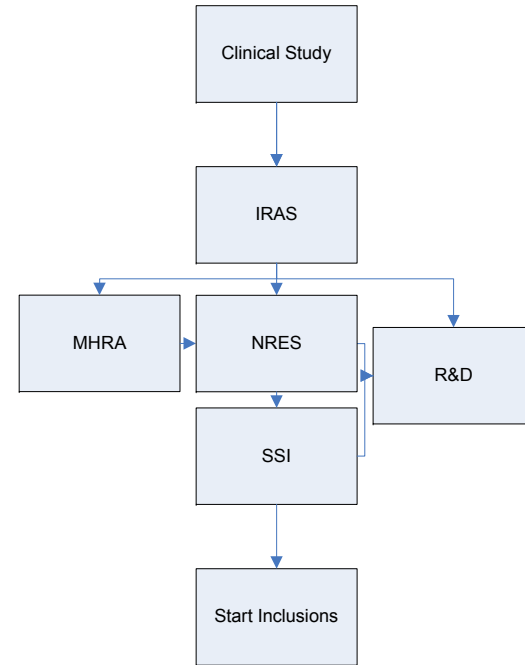 Clinical Study
IRAS
MHRA
NRES
R&D
SSI
Start Inclusions